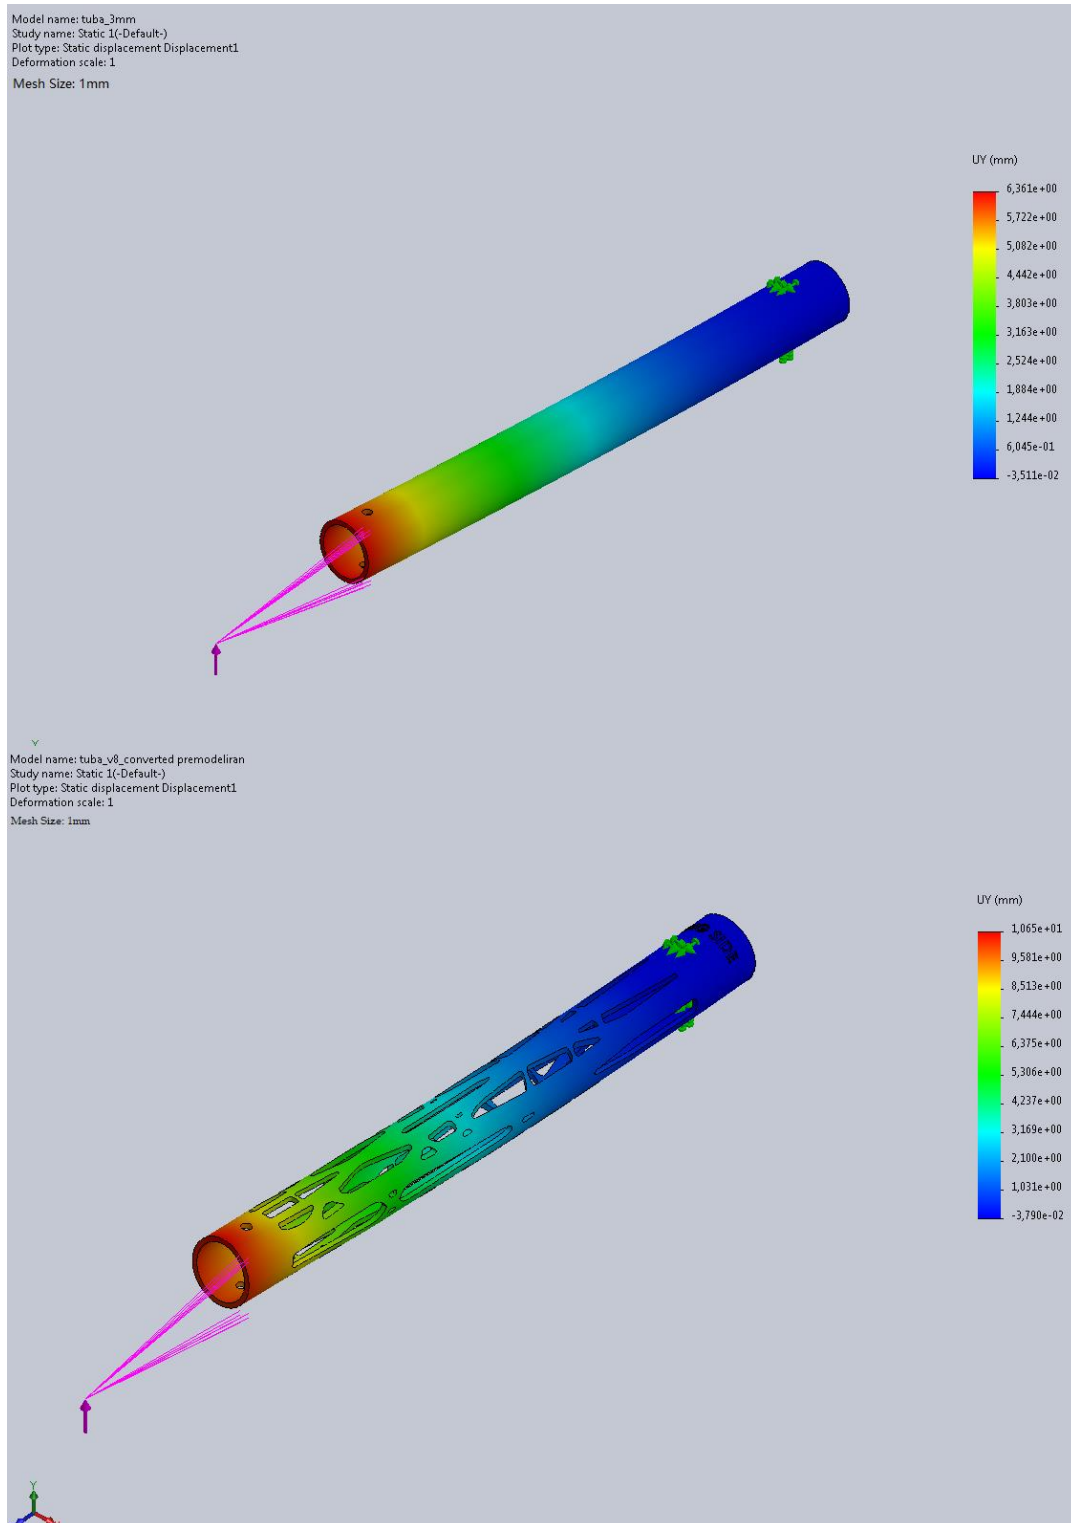 Model name: tuba_3mm
Study name: Static 1(-Default-)
Plot type: Static displacement Displacement1
Deformation scale: 1
Mesh Size: 1mm
UY (mm)
6,361e+00
5,722e+00
5,082e+00
4,442e+00
3,803e+00
3,163e+00
2,524e+00
1,884e+00
1,244e+00
6,045e-01
-3,511e-02
Y
Model name: tuba_v8_converted premodeliran
Study name: Static 1(-Default-)
Plot type: Static displacement Displacement1
Deformation scale: 1
Mesh Size: 1mm
UY (mm)
1,065e+01
9,581e+00
8,513e+00
7,444e+00
6,375e+00
5,306e+00
4,237e+00
3,169e+00
2,100e+00
1,031e+00
-3,790e-02
Y